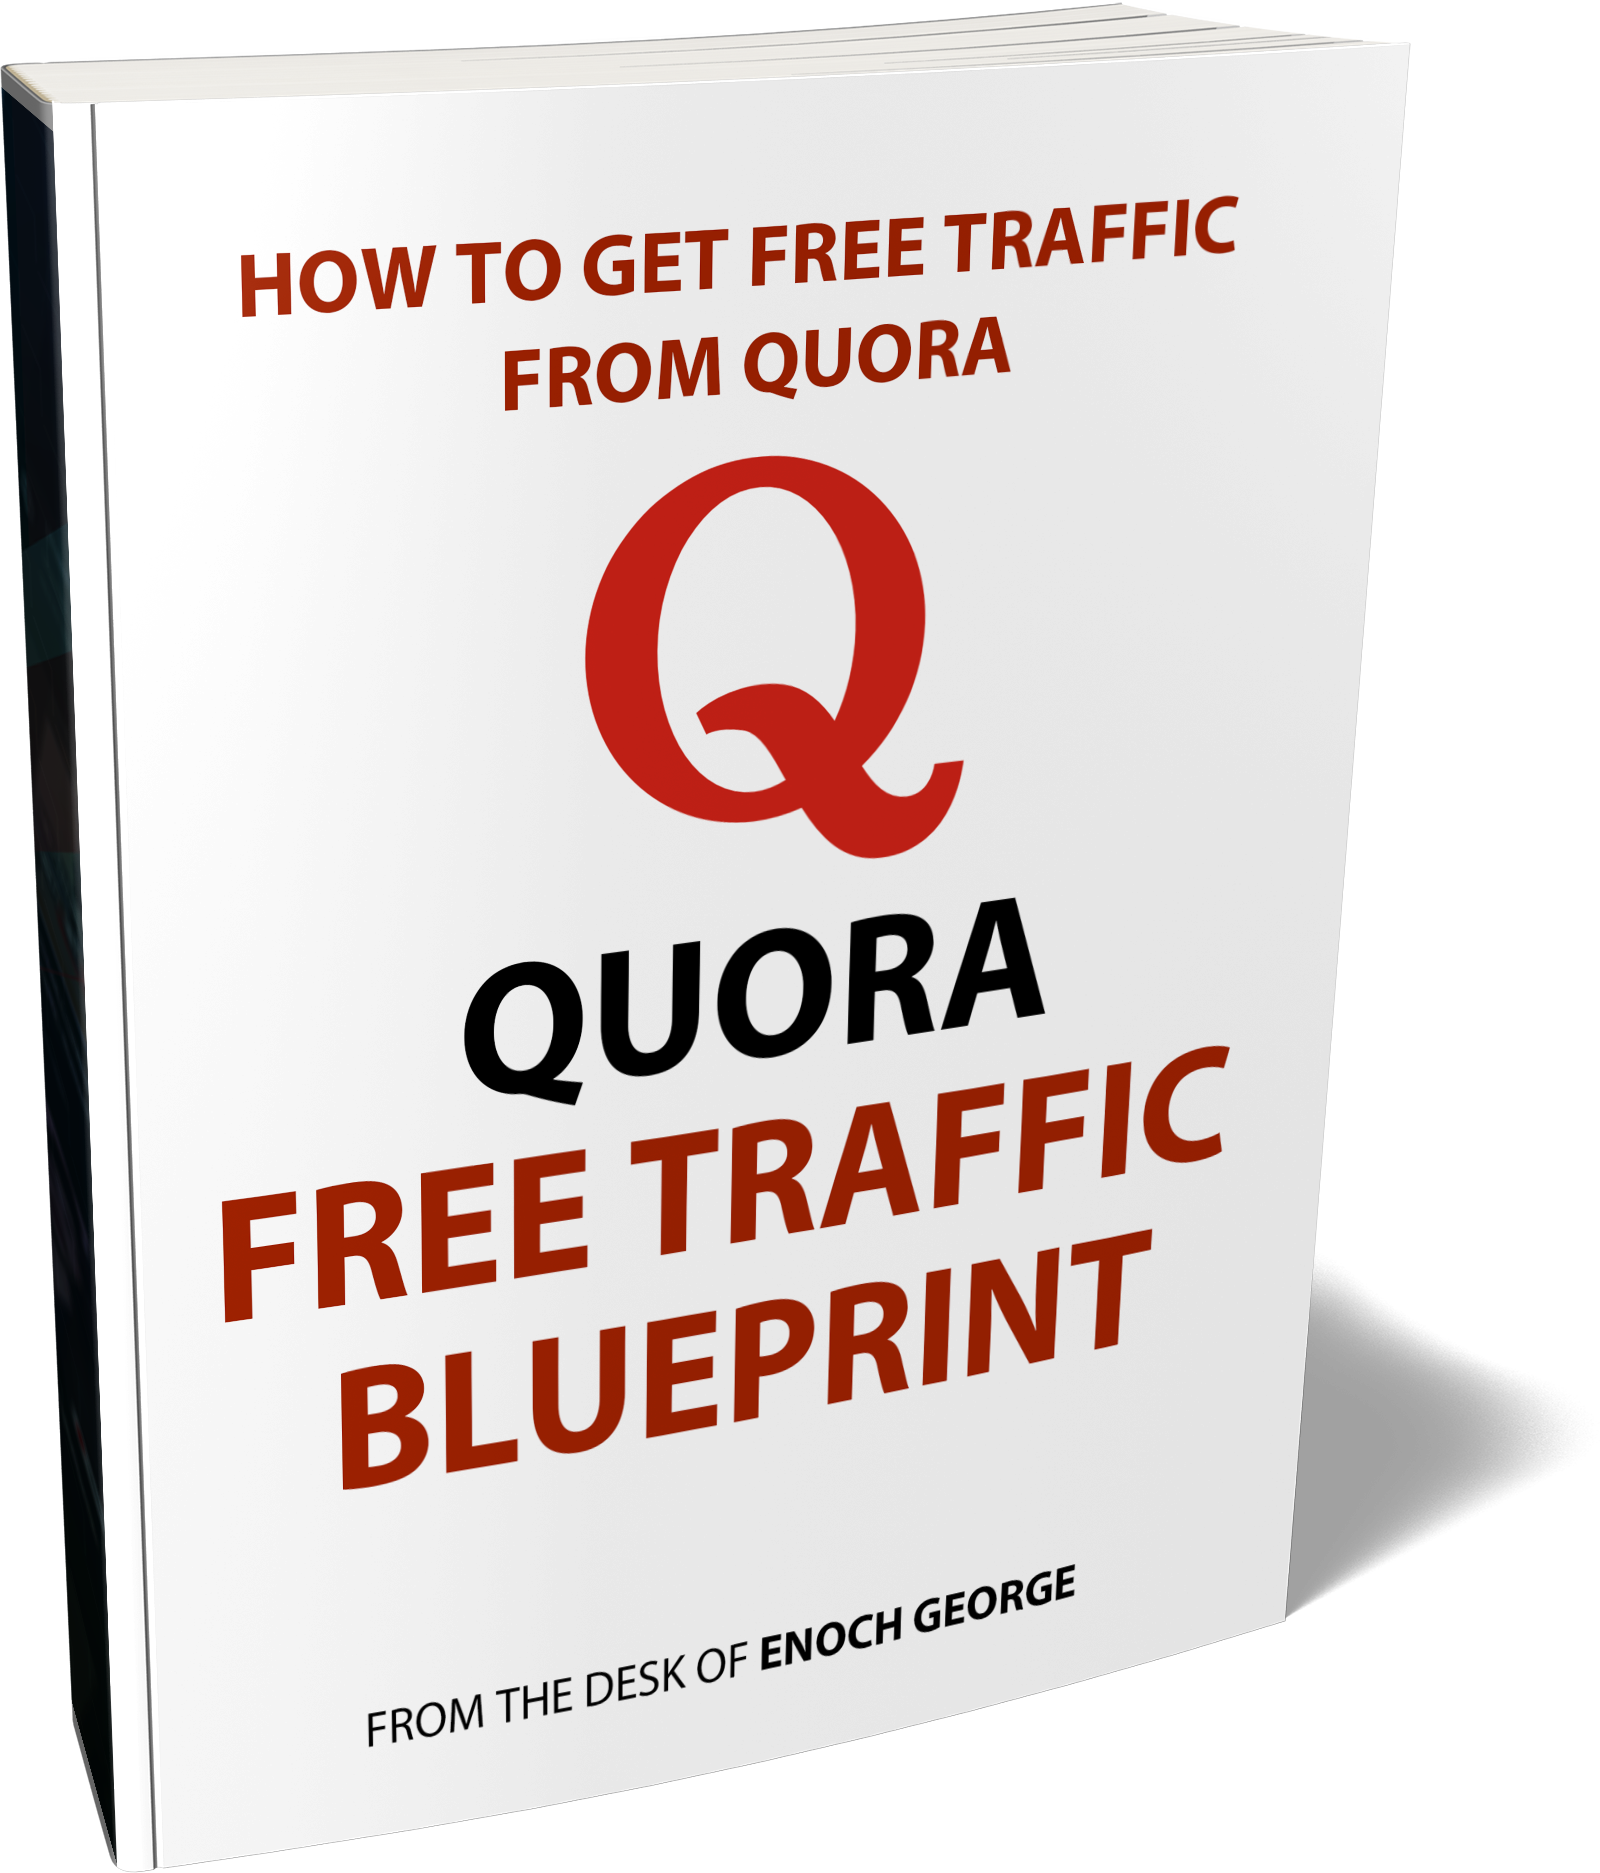 HOW TO GET FREE TRAFFIC
FROM QUORA
Q
QUORA
FREE TRAFFIC
BLUEPRINT
FROM THE DESK OF ENOCH GEORGE